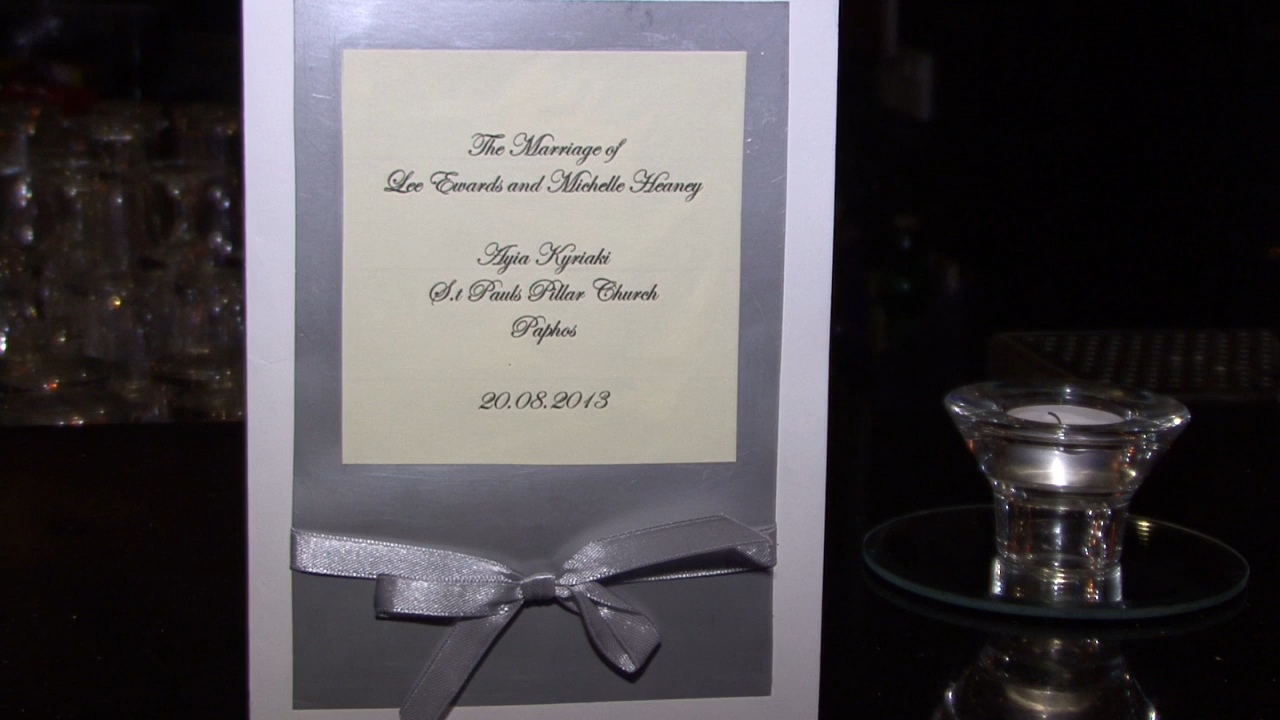 The Marriage of
Lee Ewards and Michelle Heaney
Ayia Kyriaki
S.t Pauls Pillar Church
Paphos
20.08.2013